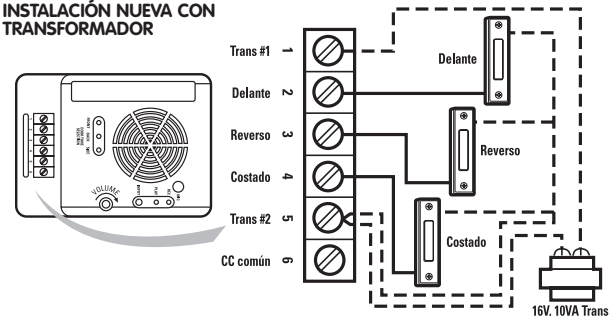 INSTALACIÓN NUEVA CON
TRANSFORMADOR
Trans #1 1
Delante 2
Reverso 3
Costado 4
Trans #2 5
CC común 6
Delante
Reverso
Costado
16V. 10VA Trans
VOLUME